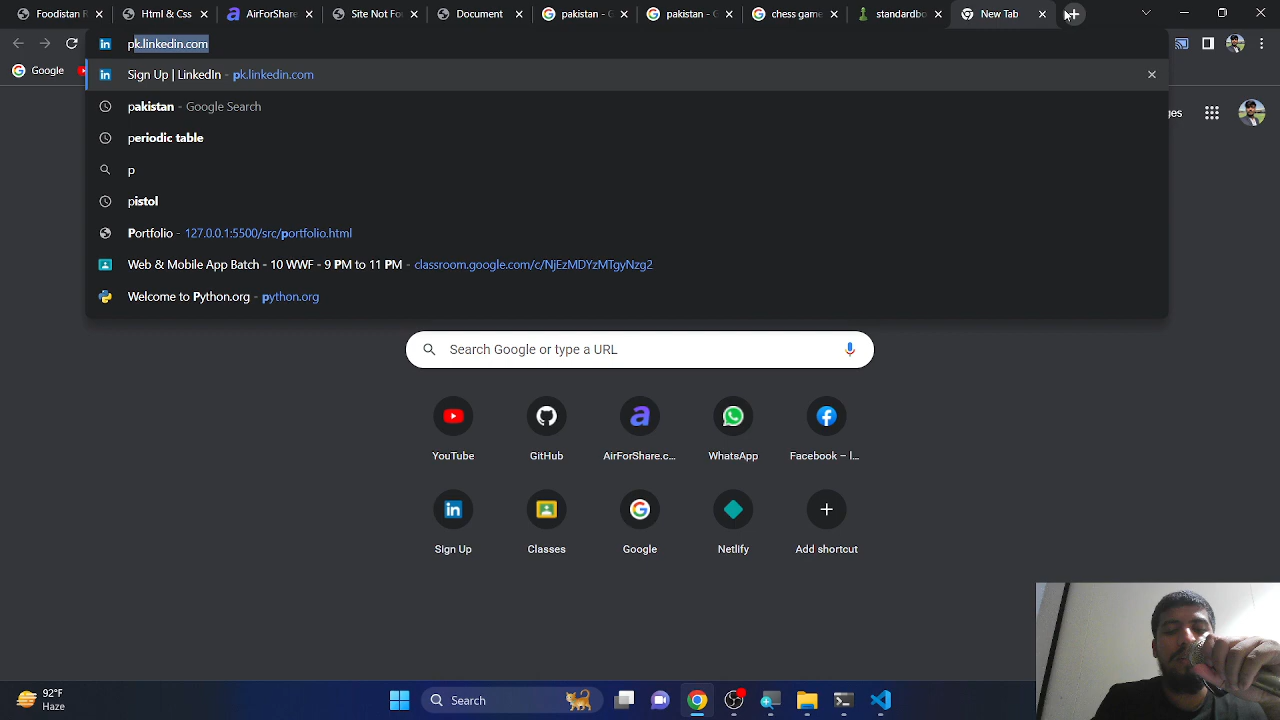 Foodistan R
Html & Css
AirForShare
Site Not Fo
Document
pakistan - G
pakistan - G
chess game
standardbo
New Tab
pk.linkedin.com
Google
Sign Up | LinkedIn - pk.linkedin.com
pakistan - Google Search
ges
periodic table
p
pistol
Portfolio - 127.0.0.1:5500/src/portfolio.html
Web & Mobile App Batch - 10 WWF - 9 PM to 11 PM - classroom.google.com/c/NjEzMDYzMTgyNzg2
Welcome to Python.org - python.org
Search Google or type a URL
YouTube
GitHub
AirForShare.c...
WhatsApp
Facebook – l...
Sign Up
Classes
Google
Netlify
Add shortcut
92°F
Haze
Search